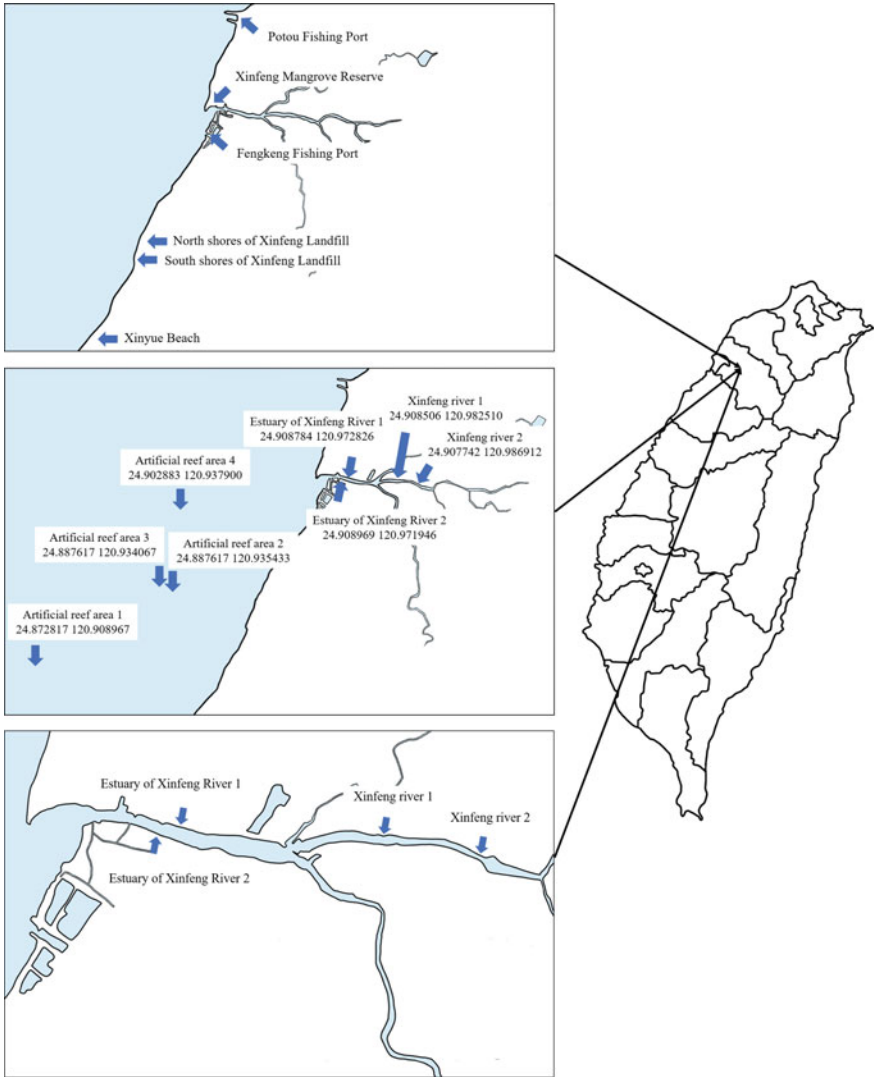 Potou Fishing Port
Xinfeng Mangrove Reserve
Fengkeng Fishing Port
North shores of Xinfeng Landfill
South shores of Xinfeng Landfill
Xinyue Beach
Xinfeng river 1
24.908506 120.982510
Estuary of Xinfeng River 1
24.908784 120.972826
Xinfeng river 2
24.907742 120.986912
Artificial reef area 4
24.902883 120.937900
Estuary of Xinfeng River 2
24.908969 120.971946
Artificial reef area 3
24.887617 120.934067
Artificial reef area 2
24.887617 120.935433
Artificial reef area 1
24.872817 120.908967
Estuary of Xinfeng River 1
Xinfeng river 1
Xinfeng river 2
Estuary of Xinfeng River 2